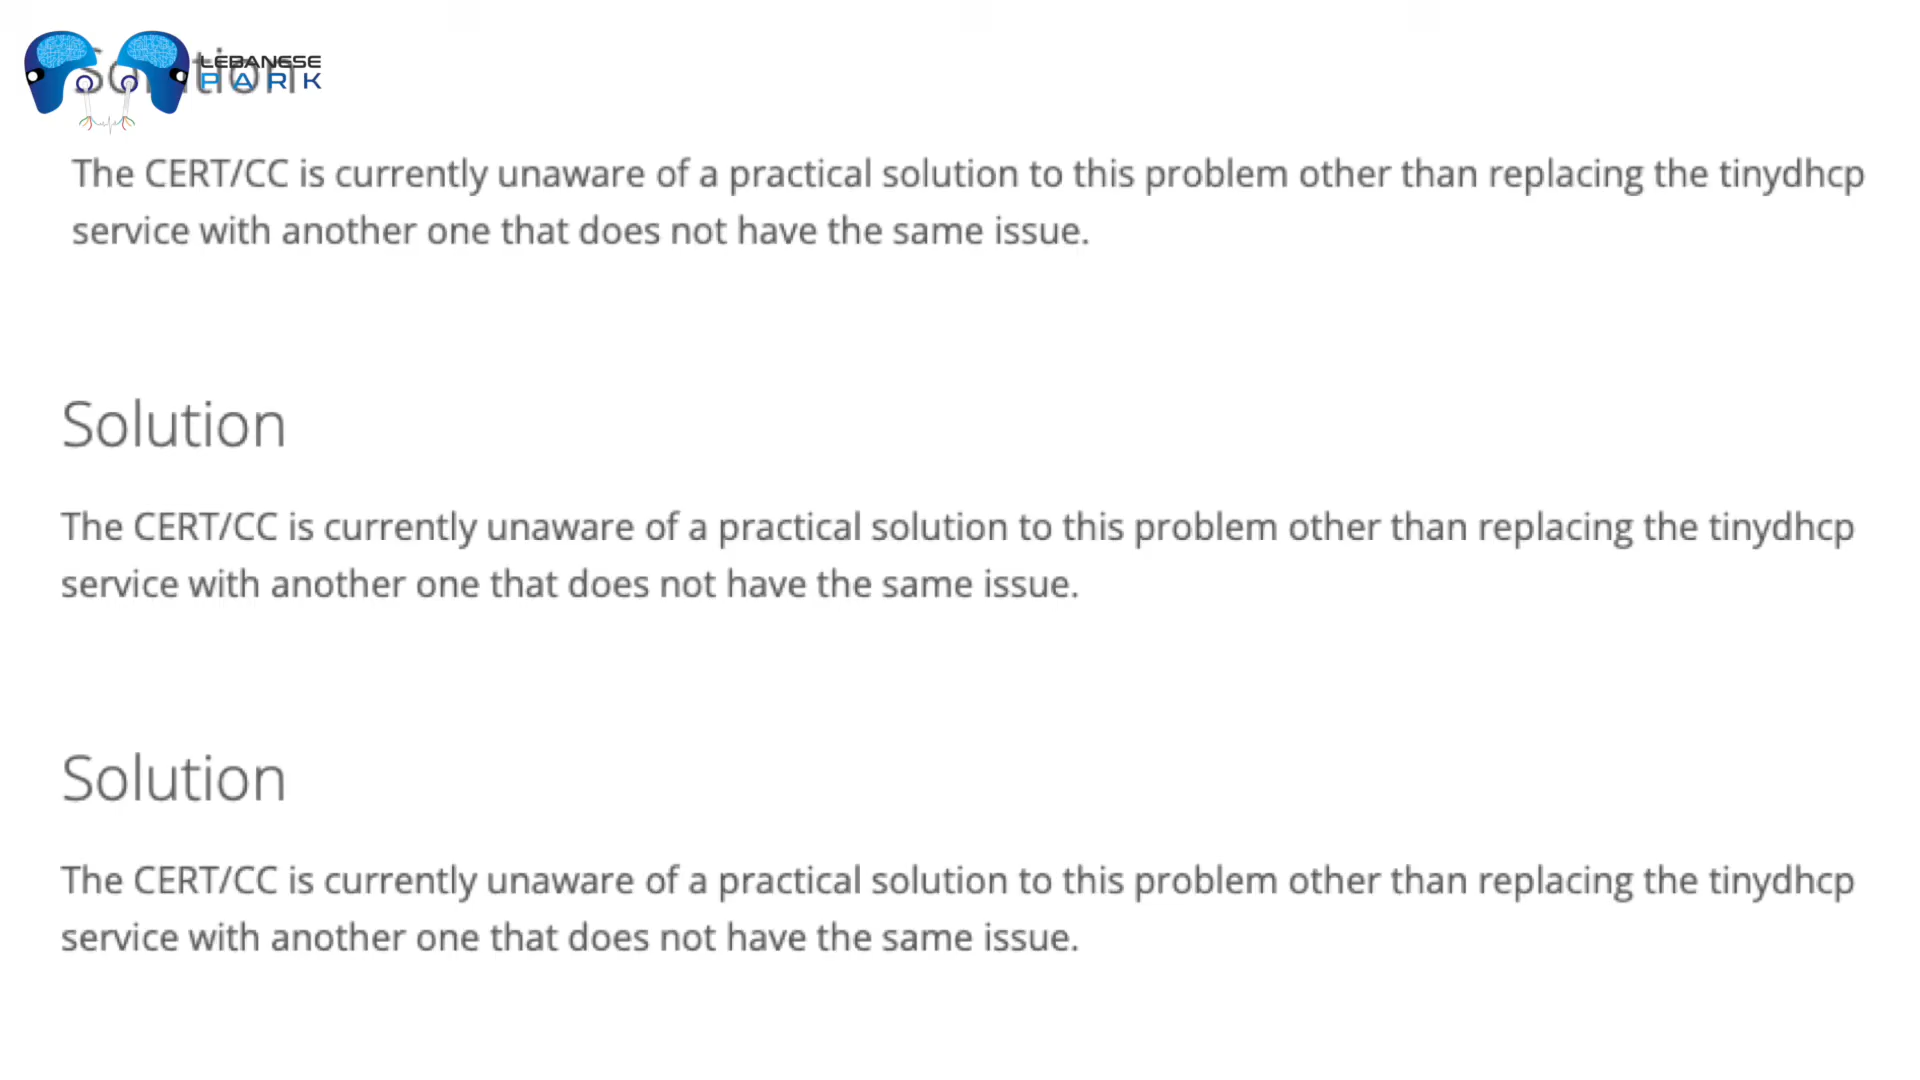 Solution
LEBANESE
PARK
The CERT/CC is currently unaware of a practical solution to this problem other than replacing the tinydhcp
service with another one that does not have the same issue.
Solution
The CERT/CC is currently unaware of a practical solution to this problem other than replacing the tinydhcp
service with another one that does not have the same issue.
Solution
The CERT/CC is currently unaware of a practical solution to this problem other than replacing the tinydhcp
service with another one that does not have the same issue.